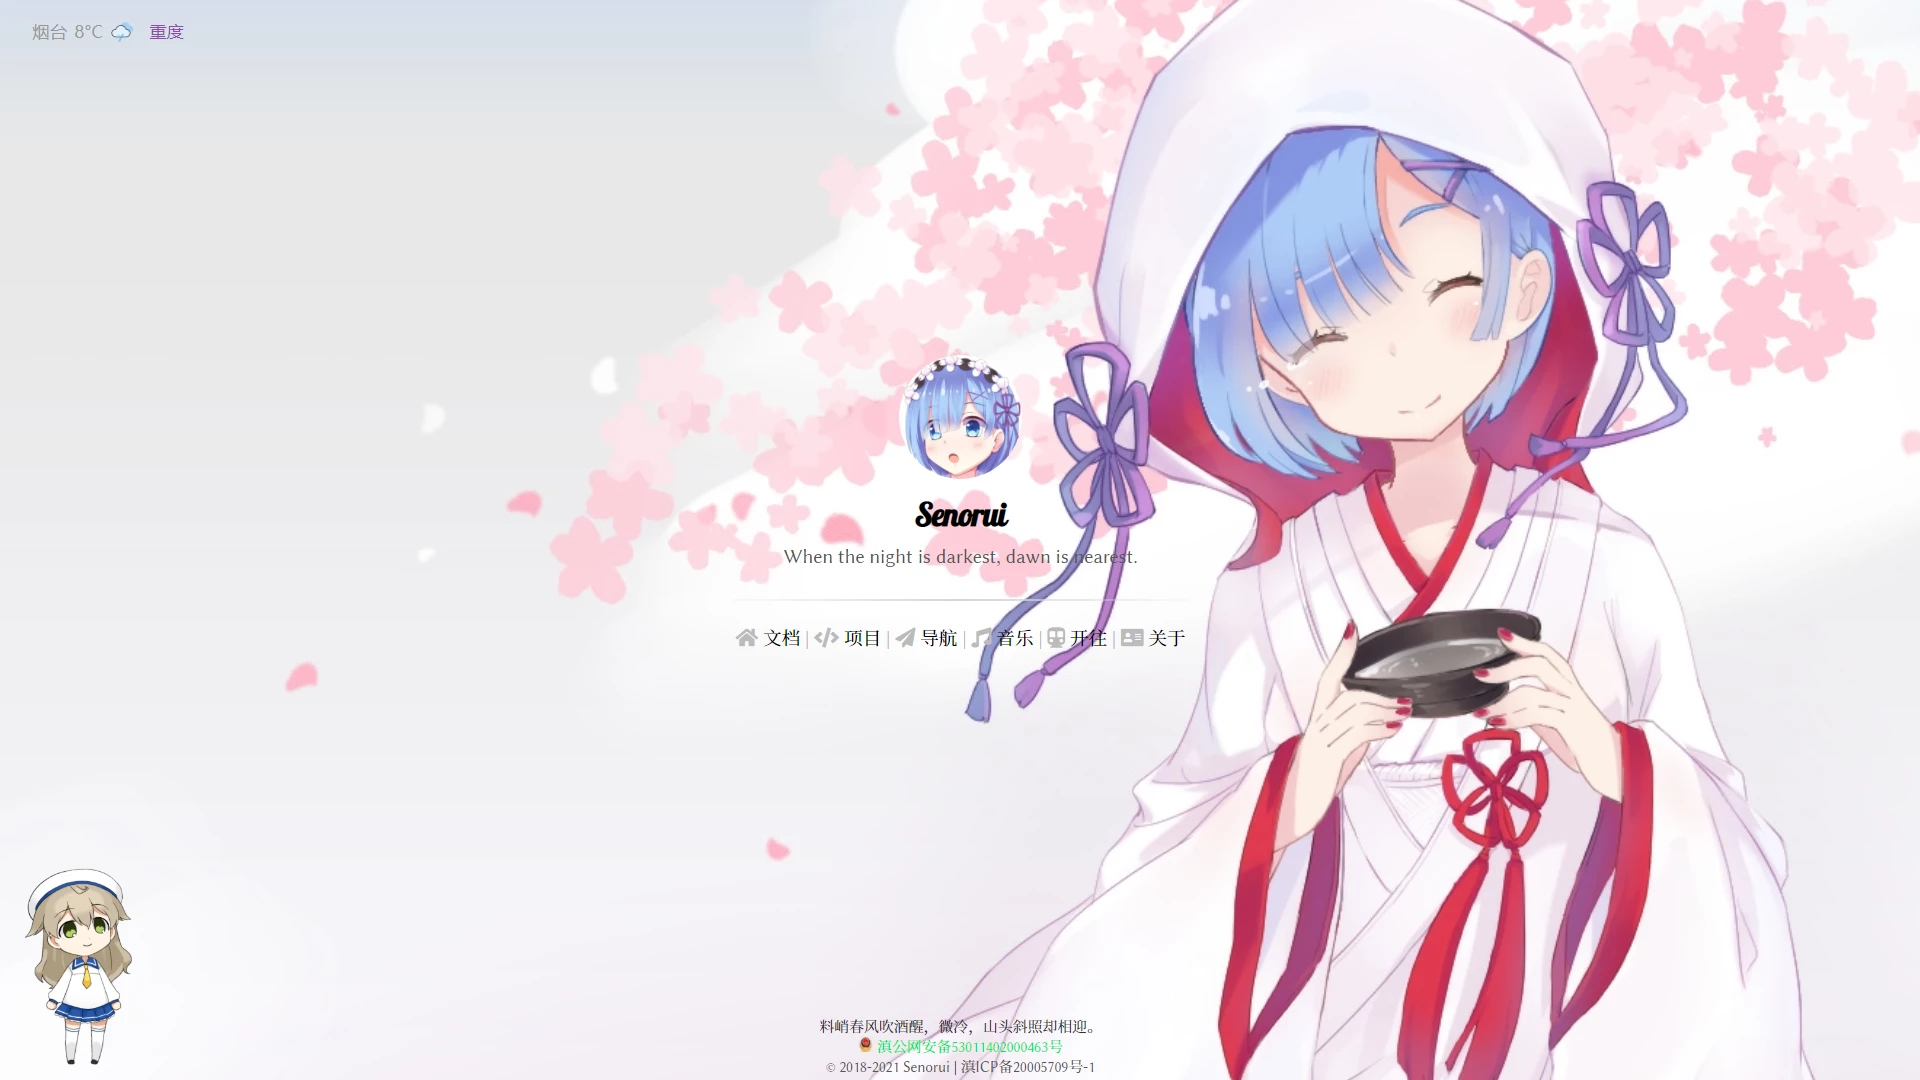 烟台 8°C 重度
Senorui
When the night is darkest, dawn is nearest.
文档 | 项目 | 导航 | 音乐 | 开往 | 关于
料峭春风吹酒醒，微冷，山头斜照却相迎。
滇公网安备53011402000463号
© 2018-2021 Senorui | 滇ICP备20005709号-1